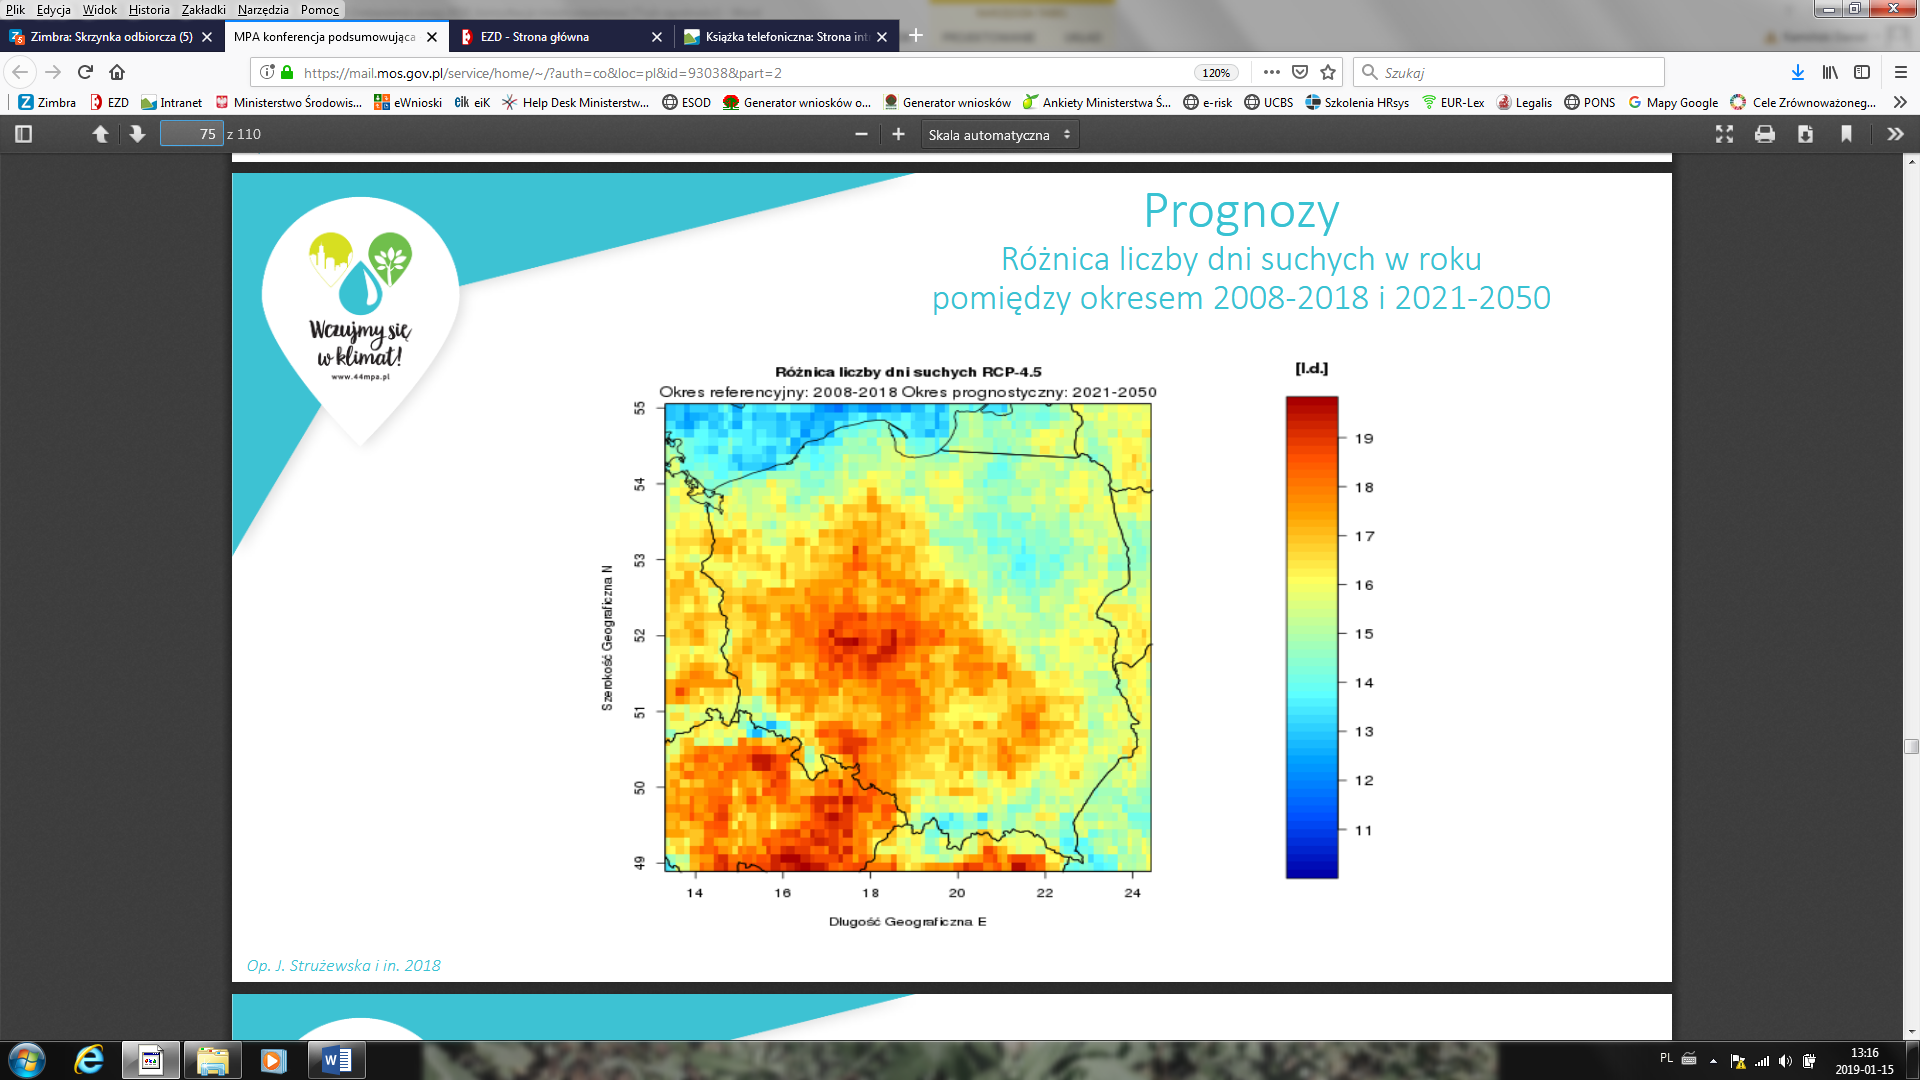 Plik Edycja Widok Historia Zakładki Narzędzia Pomoc
Zimbra: Skrzynka odbiorcza (5)
MPA konferencja podsumowująca
EZD - Strona główna
Książka telefoniczna: Strona int
https://mail.mos.gov.pl/service/home/~/?auth=co&loc=pl&id=93038&part=2
120%
Szukaj
Zimbra EZD Intranet Ministerstwo Środowis... eWnioski eiK Help Desk Ministerstw... ESOD Generator wniosków o... Generator wniosków Ankiety Ministerstwa Ś... e-risk UCBS Szkolenia HRsys EUR-Lex Legalis PONS Mapy Google Cele Zrównoważoneg...
75 z 110
Skala automatyczna
Wczujmy się
w klimat!
www.44mpa.pl
Prognozy
Różnica liczby dni suchych w roku
pomiędzy okresem 2008-2018 i 2021-2050
Różnica liczby dni suchych RCP-4.5
Okres referencyjny: 2008-2018 Okres prognostyczny: 2021-2050
[l.d.]
Szerokość Geograficzna N
55
54
53
52
51
50
49
14 16 18 20 22 24
Długość Geograficzna E
19
18
17
16
15
14
13
12
11
Op. J. Strużewska i in. 2018
PL
13:16
2019-01-15